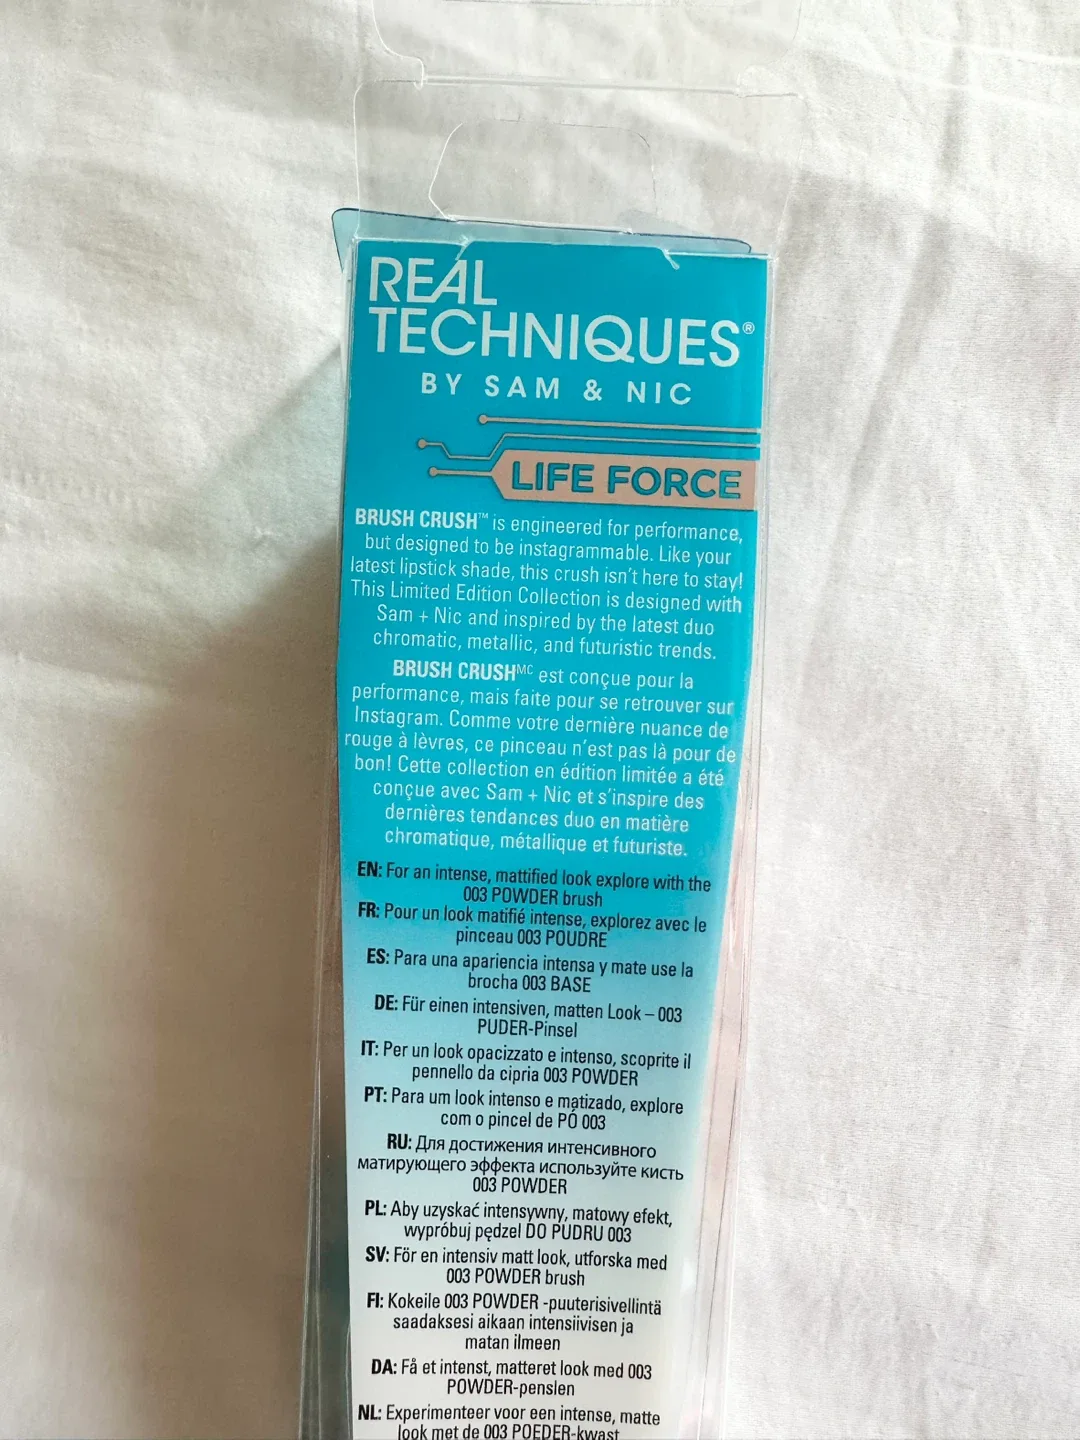 REAL
TECHNIQUES®
BY SAM & NIC
LIFE FORCE
BRUSH CRUSH™ is engineered for performance,
but designed to be instagrammable. Like your
latest lipstick shade, this crush isn't here to stay!
This Limited Edition Collection is designed with
Sam + Nic and inspired by the latest duo
chromatic, metallic, and futuristic trends.
BRUSH CRUSHMC est conçue pour la
performance, mais faite pour se retrouver sur
Instagram. Comme votre dernière nuance de
rouge à lèvres, ce pinceau n'est pas là pour de
bon! Cette collection en édition limitée a été
conçue avec Sam + Nic et s'inspire des
dernières tendances duo en matière
chromatique, métallique et futuriste.
EN: For an intense, mattified look explore with the
003 POWDER brush
FR: Pour un look matifié intense, explorez avec le
pinceau 003 POUDRE
ES: Para una apariencia intensa y mate use la
brocha 003 BASE
DE: Für einen intensiven, matten Look – 003
PUDER-Pinsel
IT: Per un look opacizzato e intenso, scoprite il
pennello da cipria 003 POWDER
PT: Para um look intenso e matizado, explore
com o pincel de PÓ 003
RU: Для достижения интенсивного
матирующего эффекта используйте кисть
003 POWDER
PL: Aby uzyskać intensywny, matowy efekt,
wypróbuj pędzel DO PUDRU 003
SV: För en intensiv matt look, utforska med
003 POWDER brush
FI: Kokeile 003 POWDER -puuterisivellintä
saadaksesi aikaan intensiivisen ja
matan ilmeen
DA: Få et intenst, matteret look med 003
POWDER-penslen
NL: Experimenteer voor een intense, matte
look met de 003 POEDER-kwast